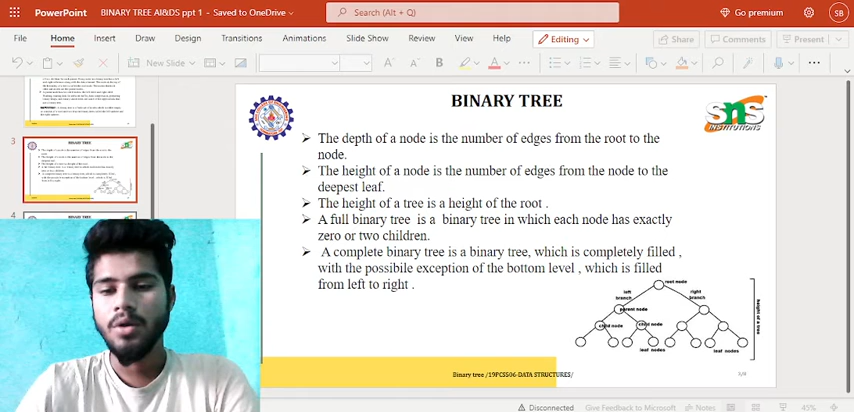 PowerPoint BINARY TREE AI&DS ppt 1 - Saved to OneDrive Search (Alt + Q) Go premium SB
File Home Insert Draw Design Transitions Animations Slide Show Review View Help Editing Share Comments Present
New Slide A A B A
BINARY TREE
SNS
INSTITUTIONS
The depth of a node is the number of edges from the root to the
node.
The height of a node is the number of edges from the node to the
deepest leaf.
The height of a tree is a height of the root .
A full binary tree is a binary tree in which each node has exactly
zero or two children.
A complete binary tree is a binary tree, which is completely filled ,
with the possibile exception of the bottom level , which is filled
from left to right .
root node
left
branch
right
branch
parent node
child node
child node
leaf nodes
leaf nodes
height of a tree
Binary tree /19PCSS06-DATA STRUCTURES/
3
BINARY TREE
4
Disconnected Give Feedback to Microsoft Notes 45%